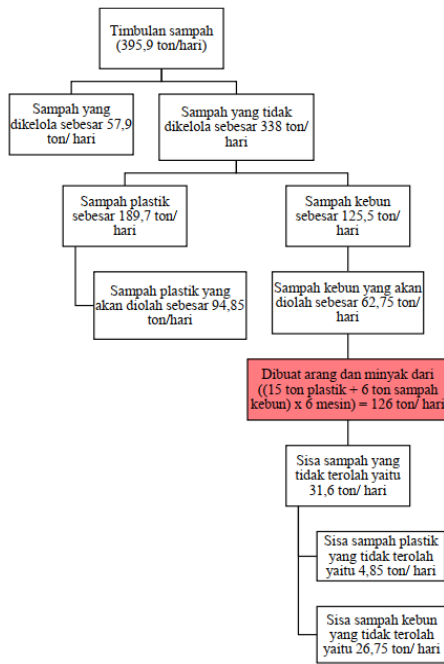 Timbulan sampah
(395,9 ton/hari)
Sampah yang
dikelola sebesar 57,9
ton/ hari
Sampah yang tidak
dikelola sebesar 338 ton/
hari
Sampah plastik
sebesar 189,7 ton/
hari
Sampah kebun
sebesar 125,5 ton/
hari
Sampah plastik yang
akan diolah sebesar 94,85
ton/hari
Sampah kebun yang akan
diolah sebesar 62,75 ton/
hari
Dibuat arang dan minyak dari
((15 ton plastik + 6 ton sampah
kebun) x 6 mesin) = 126 ton/ hari
Sisa sampah yang
tidak terolah yaitu
31,6 ton/ hari
Sisa sampah plastik
yang tidak terolah
yaitu 4,85 ton/ hari
Sisa sampah kebun
yang tidak terolah
yaitu 26,75 ton/ hari